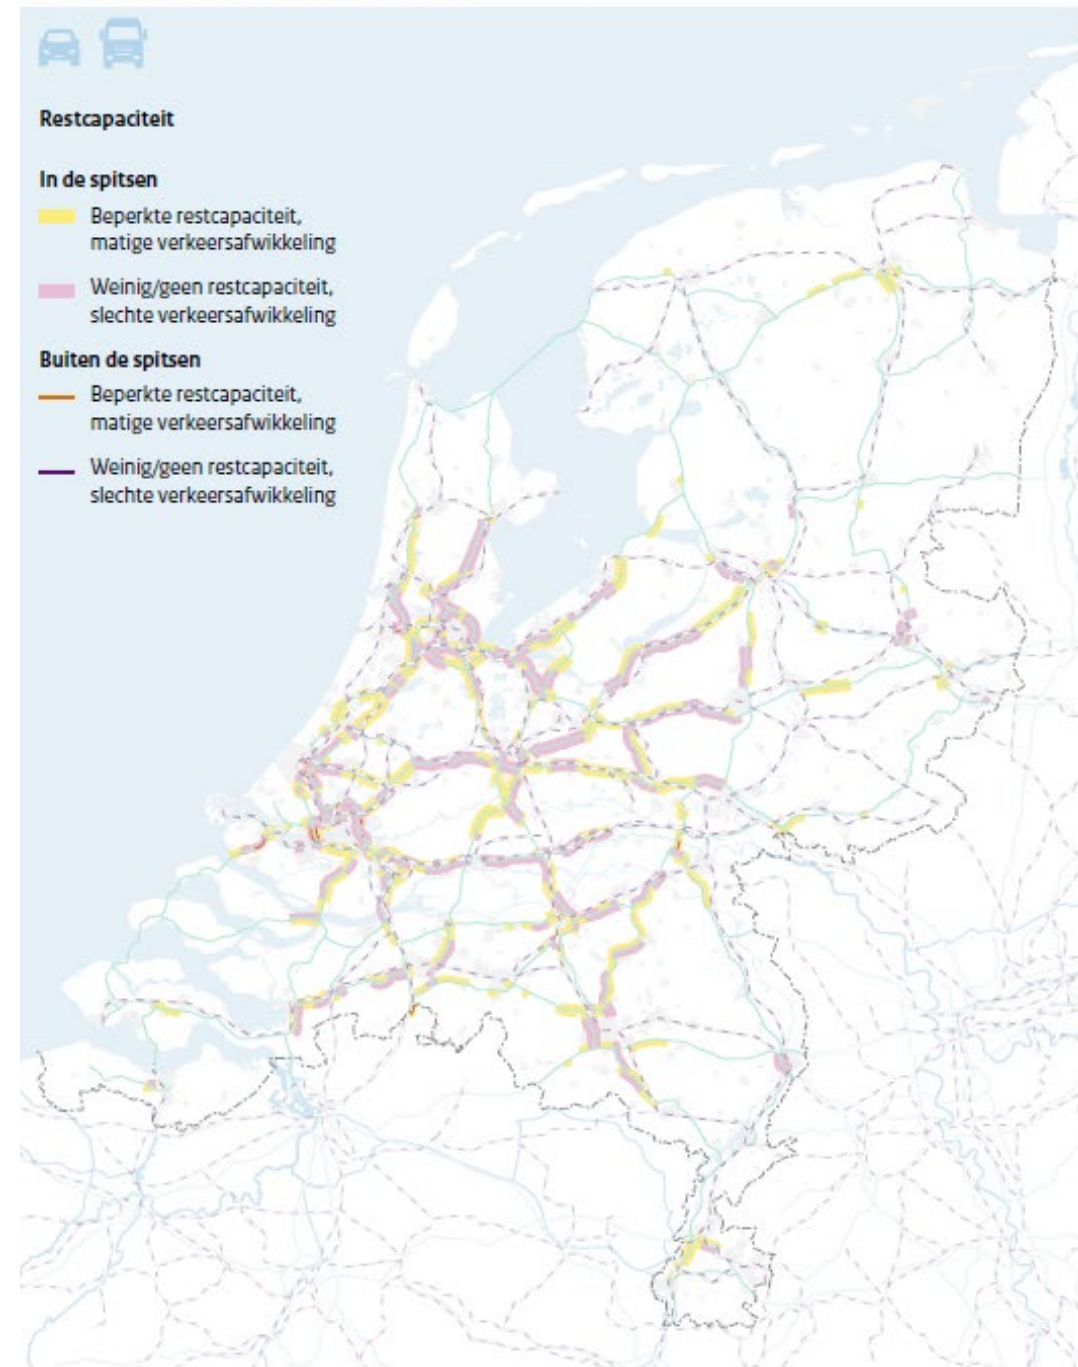 Restcapaciteit
In de spitsen
Beperkte restcapaciteit,
matige verkeersafwikkeling
Weinig/geen restcapaciteit,
slechte verkeersafwikkeling
Buiten de spitsen
Beperkte restcapaciteit,
matige verkeersafwikkeling
Weinig/geen restcapaciteit,
slechte verkeersafwikkeling